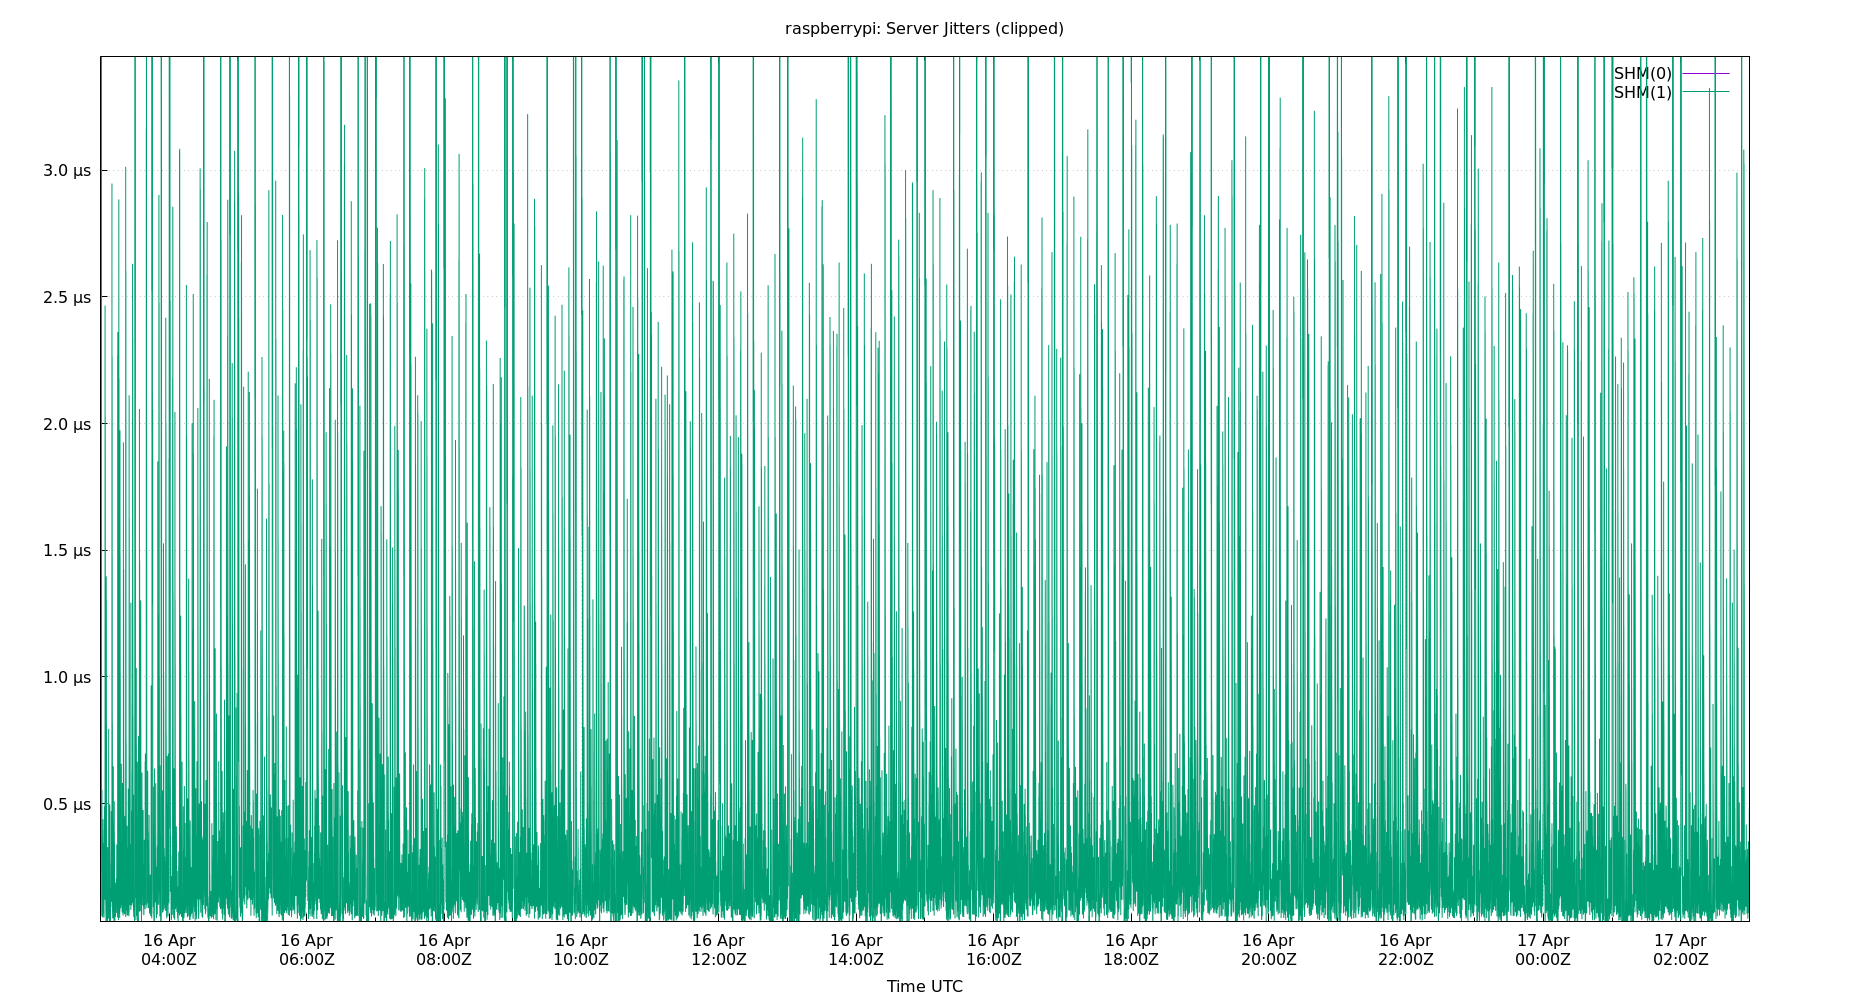 raspberrypi: Server Jitters (clipped)
SHM(0)
SHM(1)
3.0 µs
2.5 µs
2.0 µs
1.5 µs
1.0 µs
0.5 µs
16 Apr 16 Apr 16 Apr 16 Apr 16 Apr 16 Apr 16 Apr 16 Apr 16 Apr 16 Apr 17 Apr 17 Apr
04:00Z 06:00Z 08:00Z 10:00Z 12:00Z 14:00Z 16:00Z 18:00Z 20:00Z 22:00Z 00:00Z 02:00Z
Time UTC